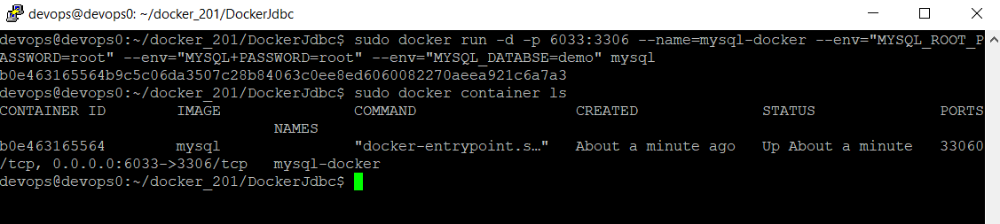 devops@devops0: ~/docker_201/DockerJdbc
devops@devops0:~/docker_201/DockerJdbc$ sudo docker run -d -p 6033:3306 --name=mysql-docker --env="MYSQL_ROOT_P
ASSWORD=root" --env="MYSQL+PASSWORD=root" --env="MYSQL_DATABSE=demo" mysql
b0e463165564b9c5c06da3507c28b84063c0ee8ed6060082270aeea921c6a7a3
devops@devops0:~/docker_201/DockerJdbc$ sudo docker container ls
CONTAINER ID        IMAGE               COMMAND                  CREATED              STATUS              PORTS
                               NAMES
b0e463165564        mysql               "docker-entrypoint.s…"   About a minute ago   Up About a minute   33060
/tcp, 0.0.0.0:6033->3306/tcp   mysql-docker
devops@devops0:~/docker_201/DockerJdbc$